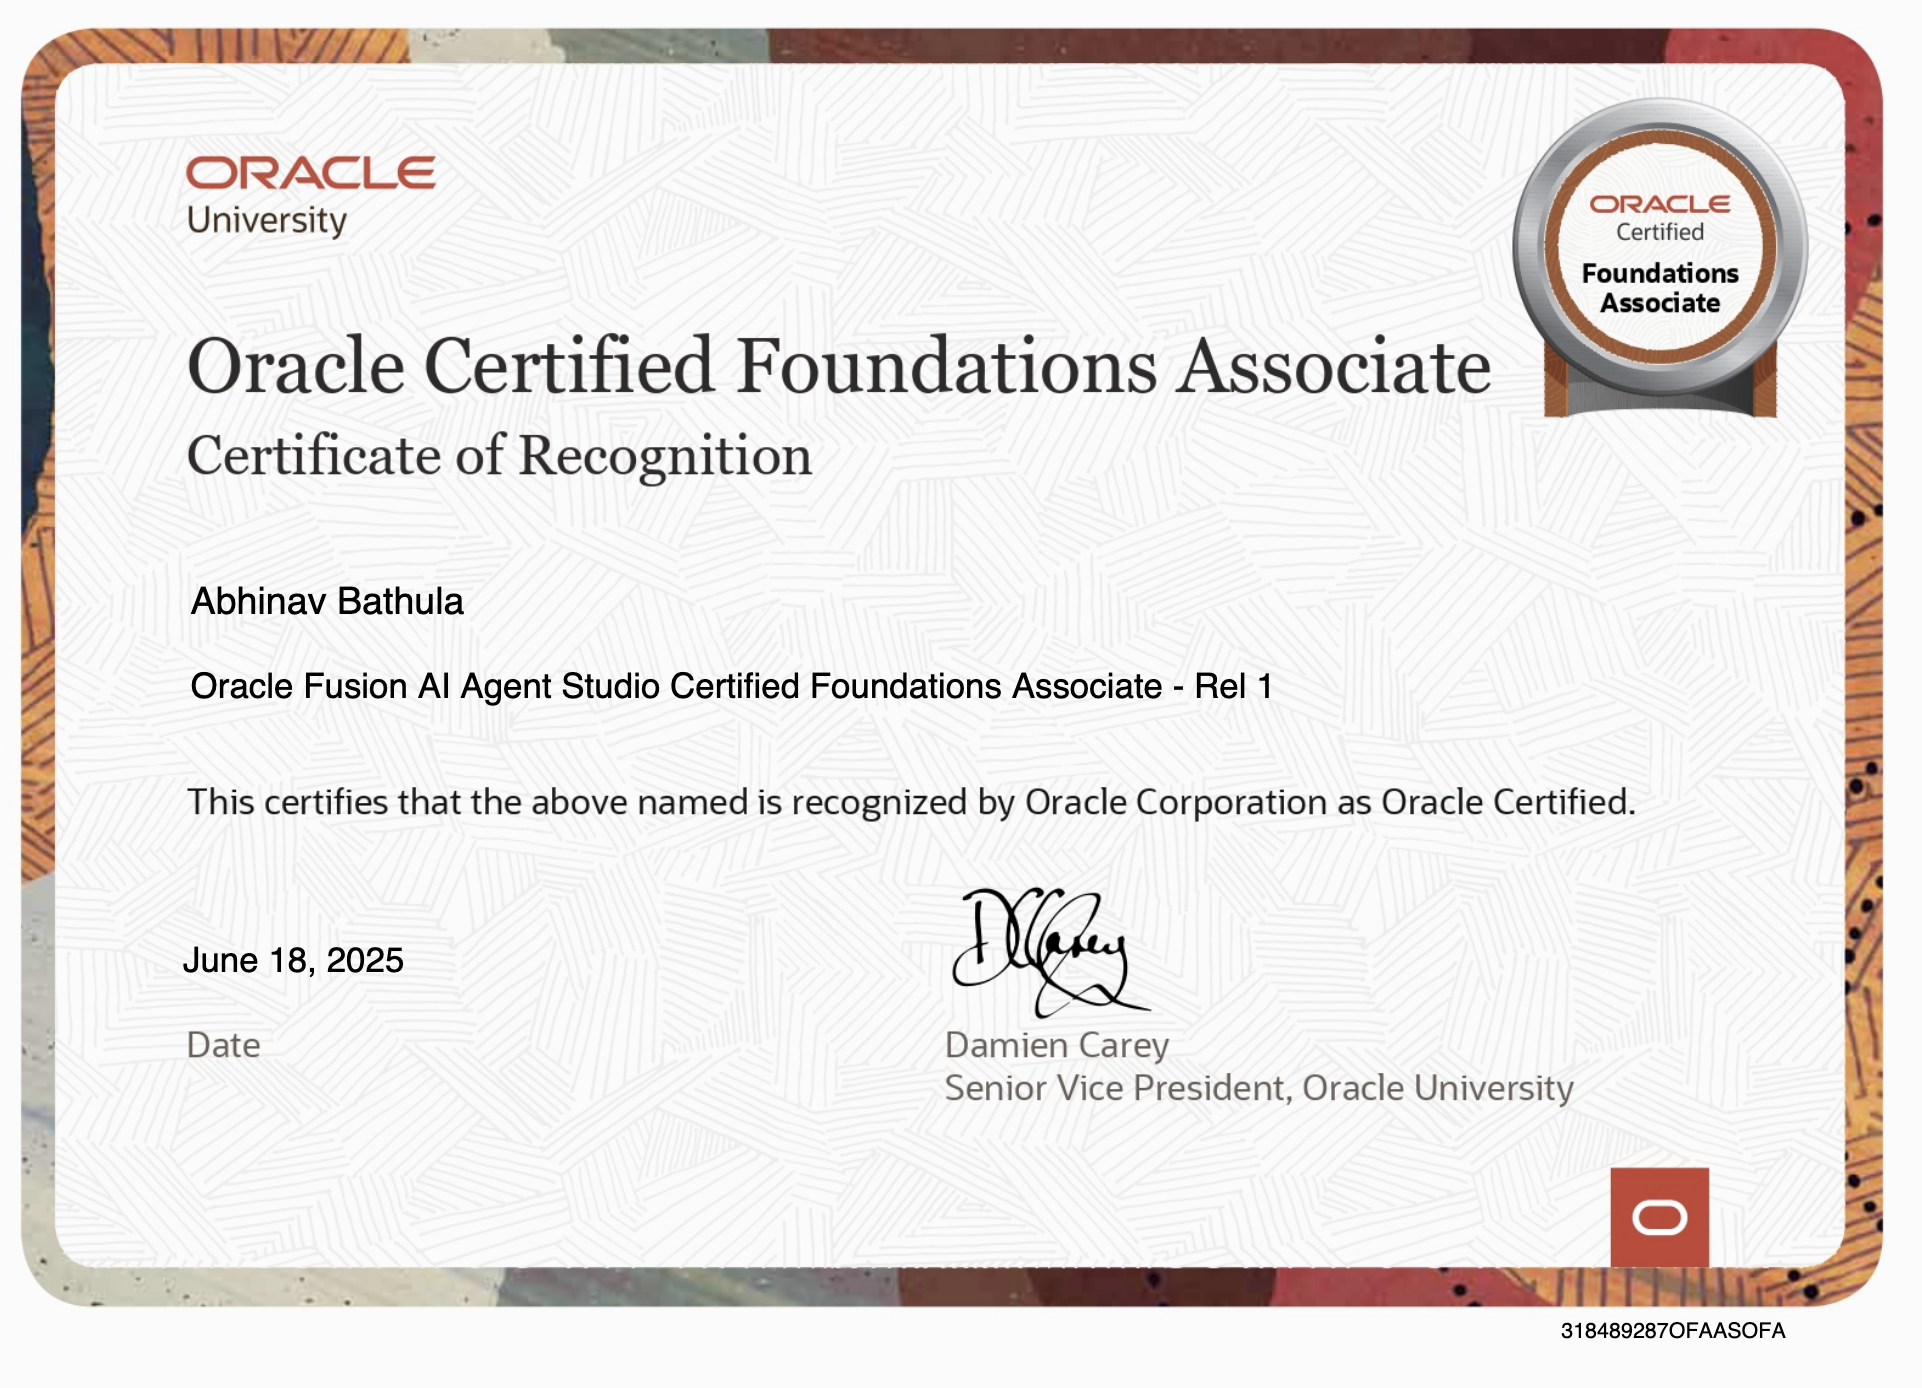 ORACLE
University
ORACLE
Certified
Foundations
Associate
Oracle Certified Foundations Associate
Certificate of Recognition
Abhinav Bathula
Oracle Fusion AI Agent Studio Certified Foundations Associate - Rel 1
This certifies that the above named is recognized by Oracle Corporation as Oracle Certified.
June 18, 2025
DCarey
Date
Damien Carey
Senior Vice President, Oracle University
318489287OFAASOFA